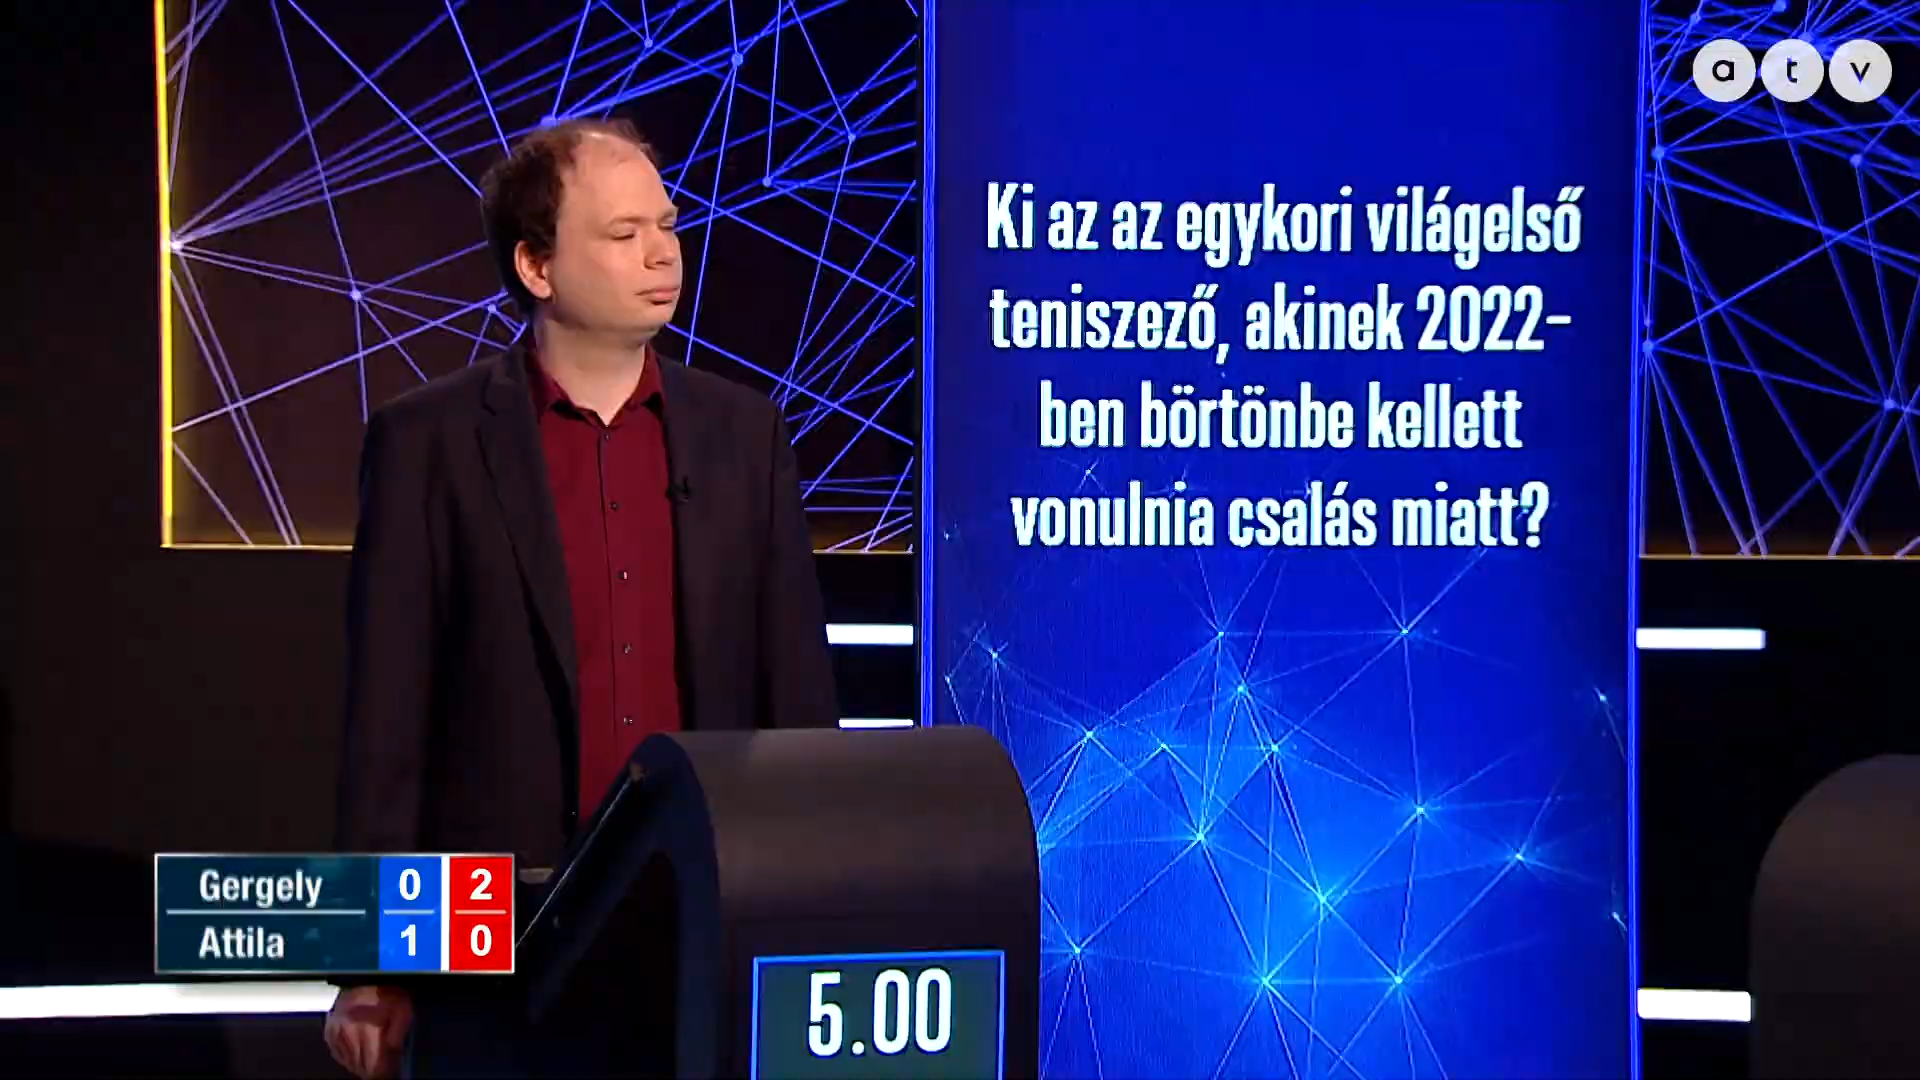 atv
Ki az az egykori világelső
teniszező, akinek 2022-
ben börtönbe kellett
vonulnia csalás miatt?
Gergely 0 2
Attila 1 0
5.00